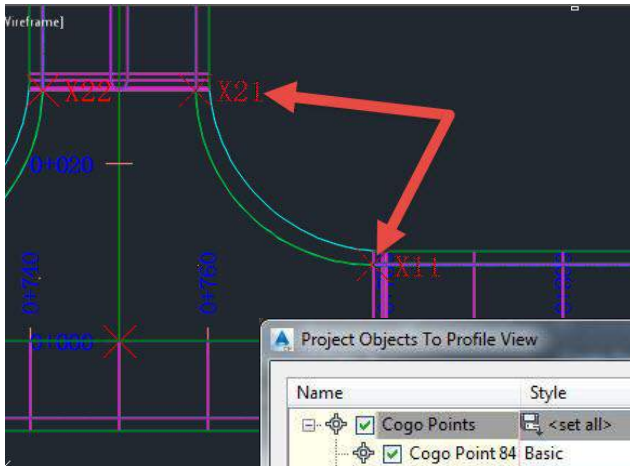 Wireframe]
X22 X21
0+020
0+740
0+760
X11
0+000
Project Objects To Profile View
Name Style
Cogo Points <set all>
Cogo Point 84 Basic